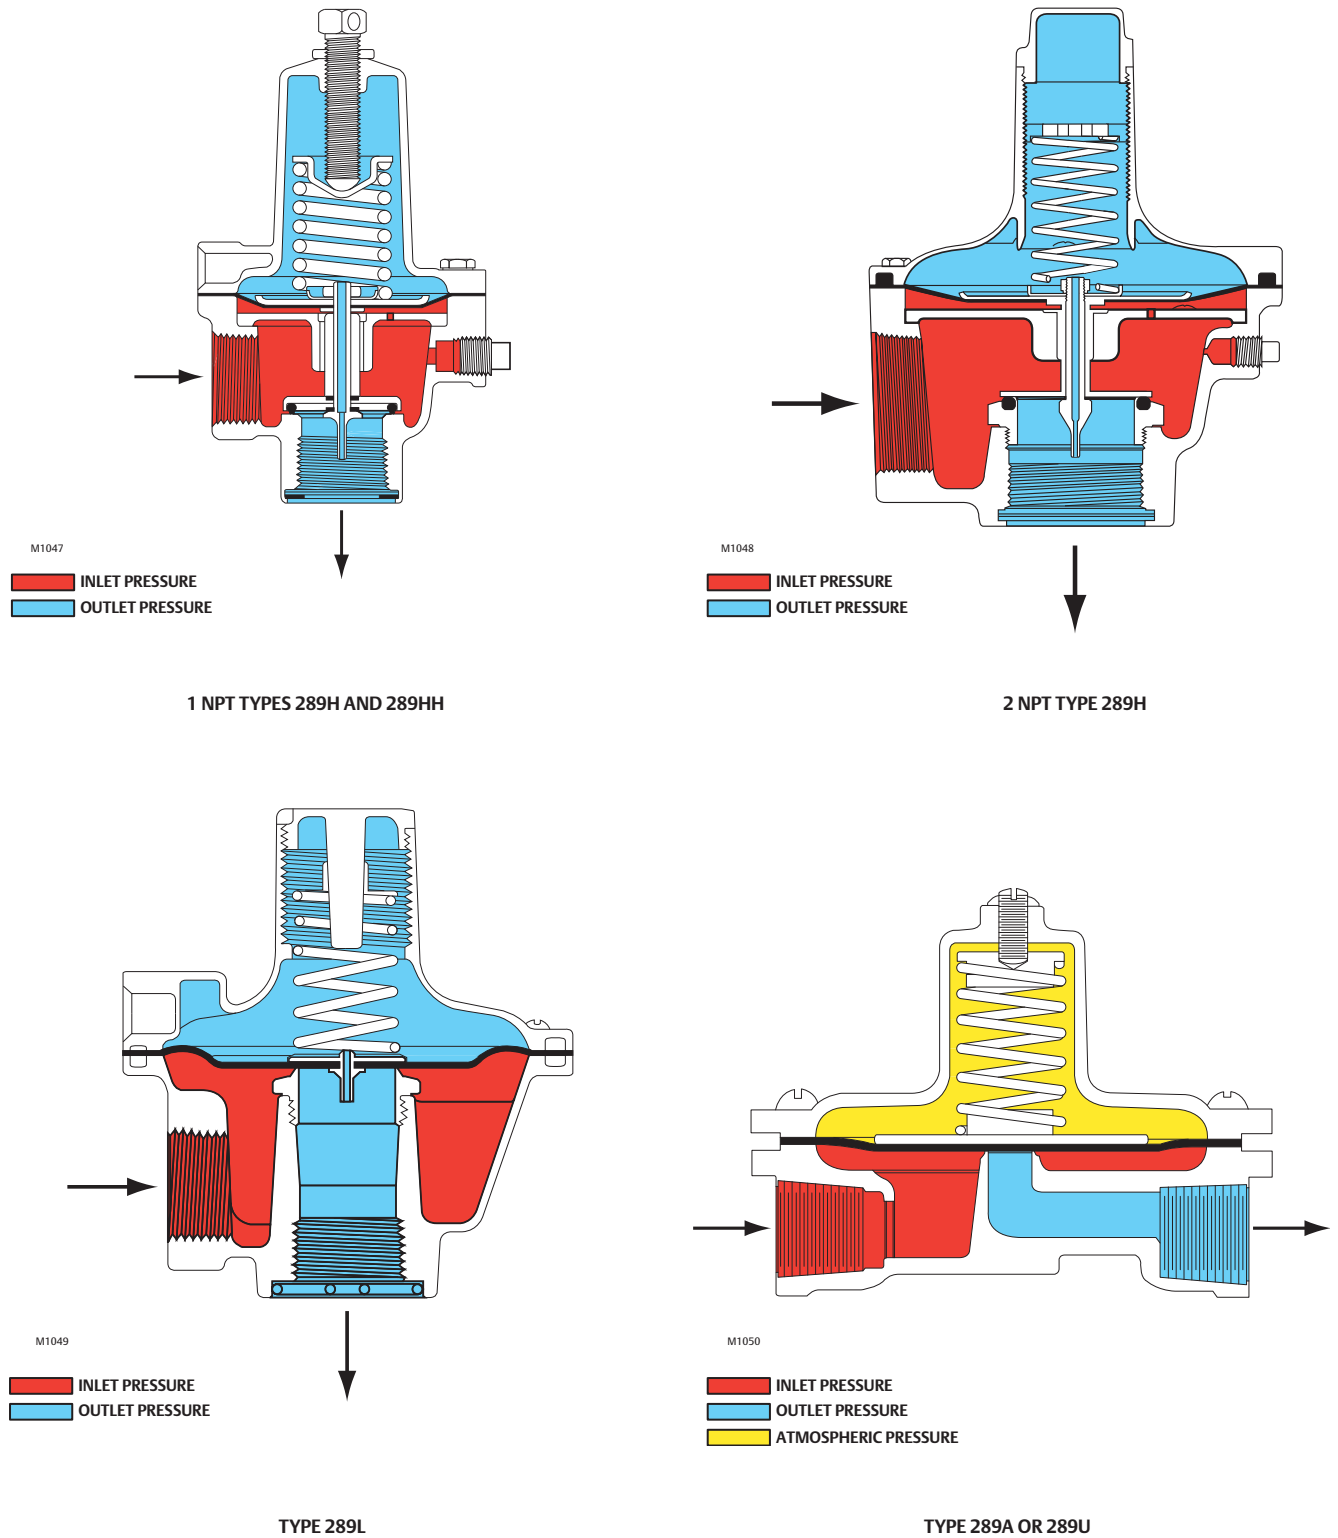 M1047
INLET PRESSURE
OUTLET PRESSURE
1 NPT TYPES 289H AND 289HH
M1048
INLET PRESSURE
OUTLET PRESSURE
2 NPT TYPE 289H
M1049
INLET PRESSURE
OUTLET PRESSURE
TYPE 289L
M1050
INLET PRESSURE
OUTLET PRESSURE
ATMOSPHERIC PRESSURE
TYPE 289A OR 289U